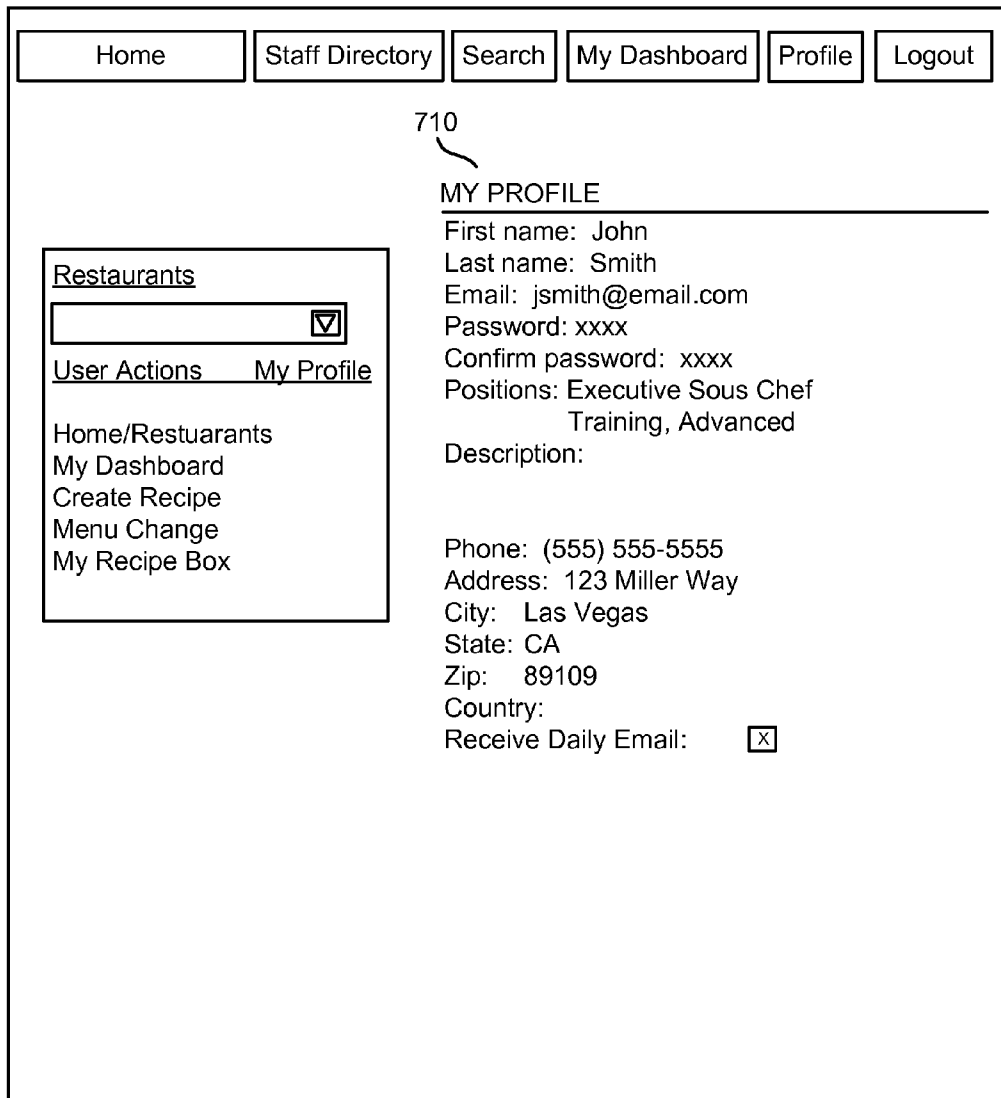 Home Staff Directory Search My Dashboard Profile Logout
710
MY PROFILE
First name: John
Last name: Smith
Email: jsmith@email.com
Password: xxxx
Confirm password: xxxx
Positions: Executive Sous Chef
Training, Advanced
Description:
Phone: (555) 555-5555
Address: 123 Miller Way
City: Las Vegas
State: CA
Zip: 89109
Country:
Receive Daily Email: X
Restaurants
User Actions My Profile
Home/Restuarants
My Dashboard
Create Recipe
Menu Change
My Recipe Box